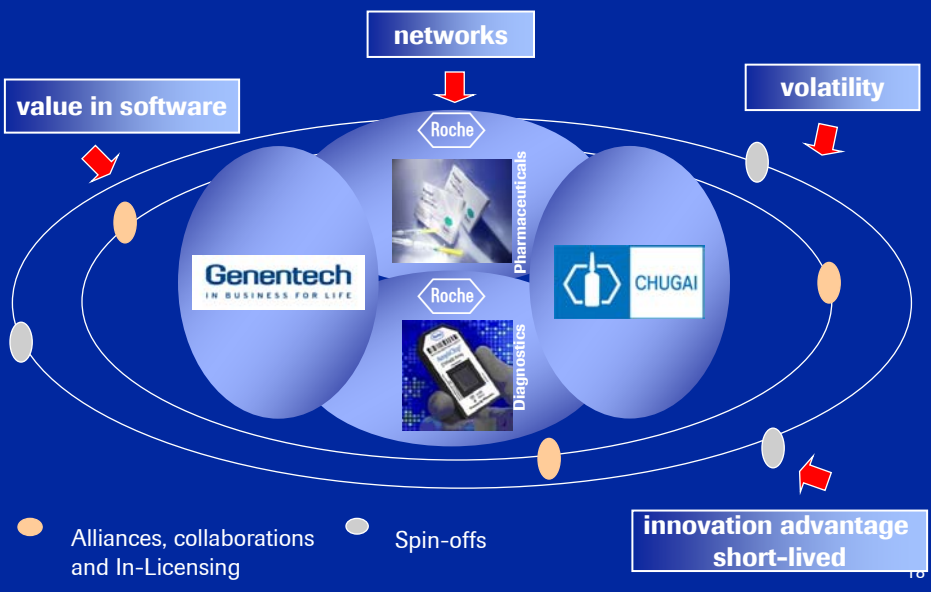 networks
value in software
volatility
Roche
Pharmaceuticals
Genentech
IN BUSINESS FOR LIFE
CHUGAI
Roche
Diagnostics
innovation advantage
short-lived
Alliances, collaborations
and In-Licensing
Spin-offs
18